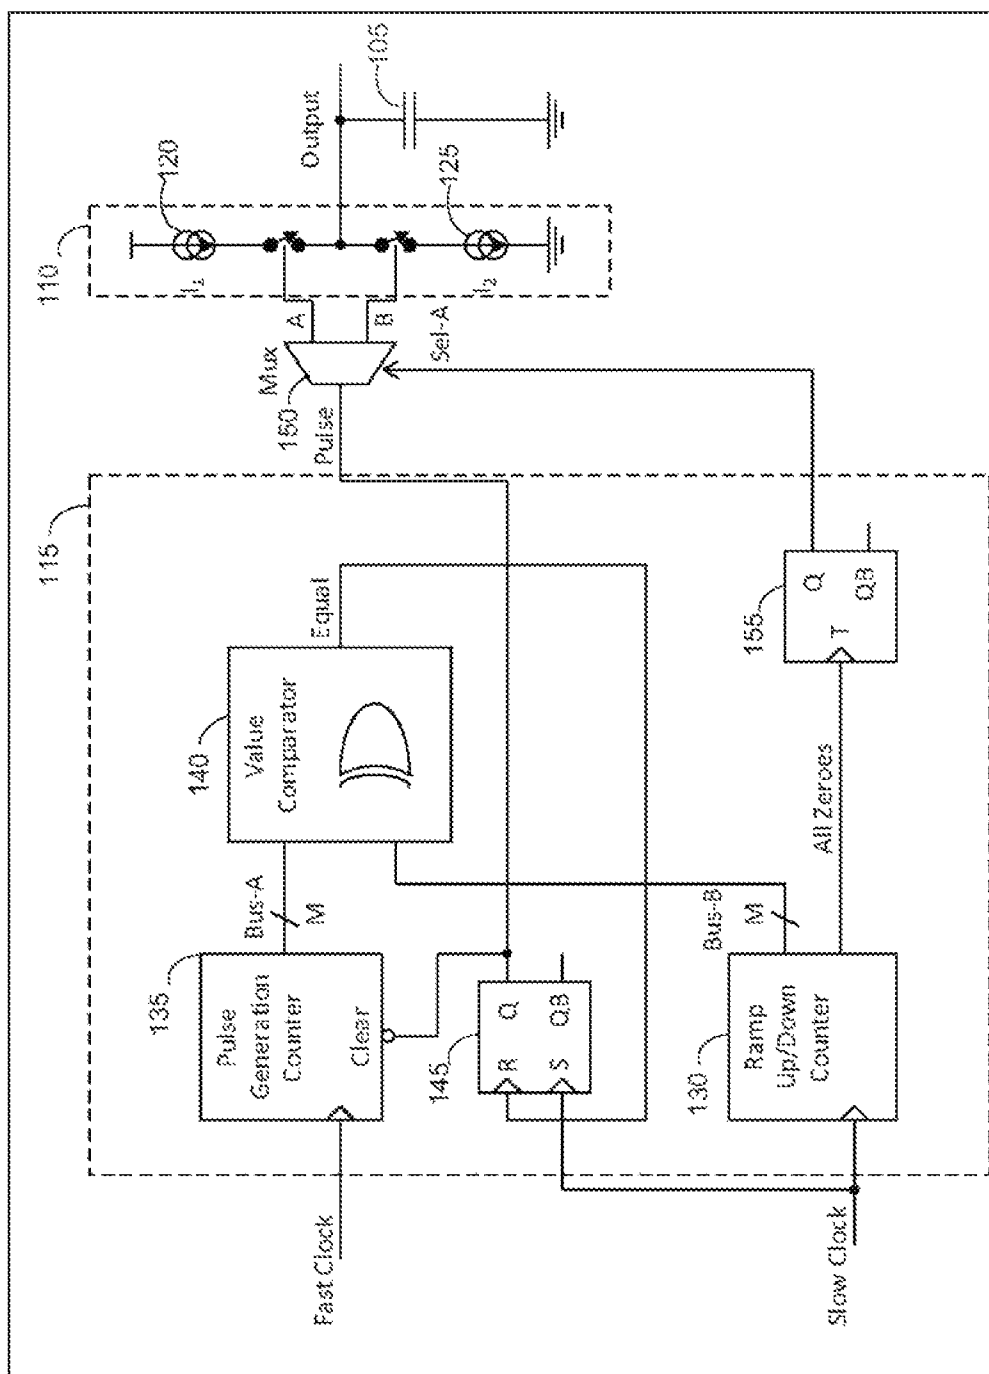 115
110
120
I₁
Output
105
125
I₂
A
B
Mux
150
Pulse
Sel-A
135
Pulse
Generation
Counter
Clear
Bus-A
M
140
Value
Comparator
Equal
Fast Clock
145
R
S
Q
QB
Bus-B
M
130
Ramp
Up/Down
Counter
All Zeroes
155
T
Q
QB
Slow Clock